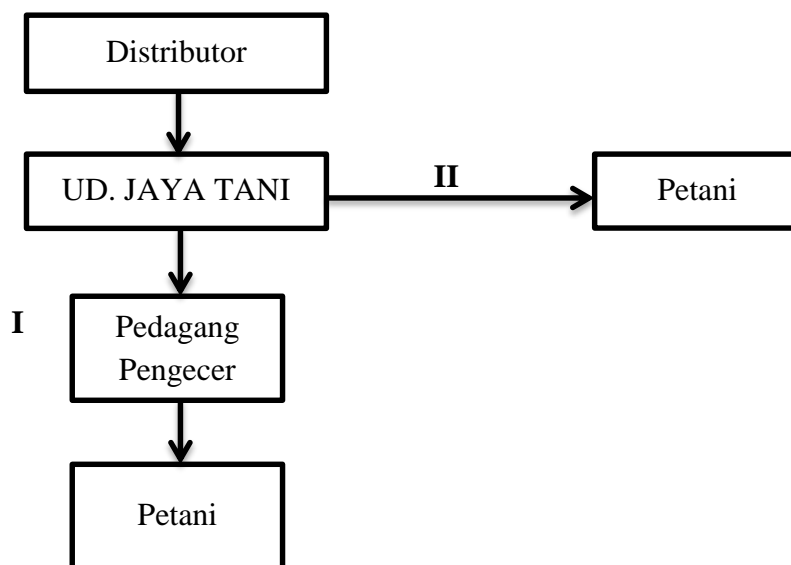 Distributor
UD. JAYA TANI
II
Petani
I
Pedagang
Pengecer
Petani